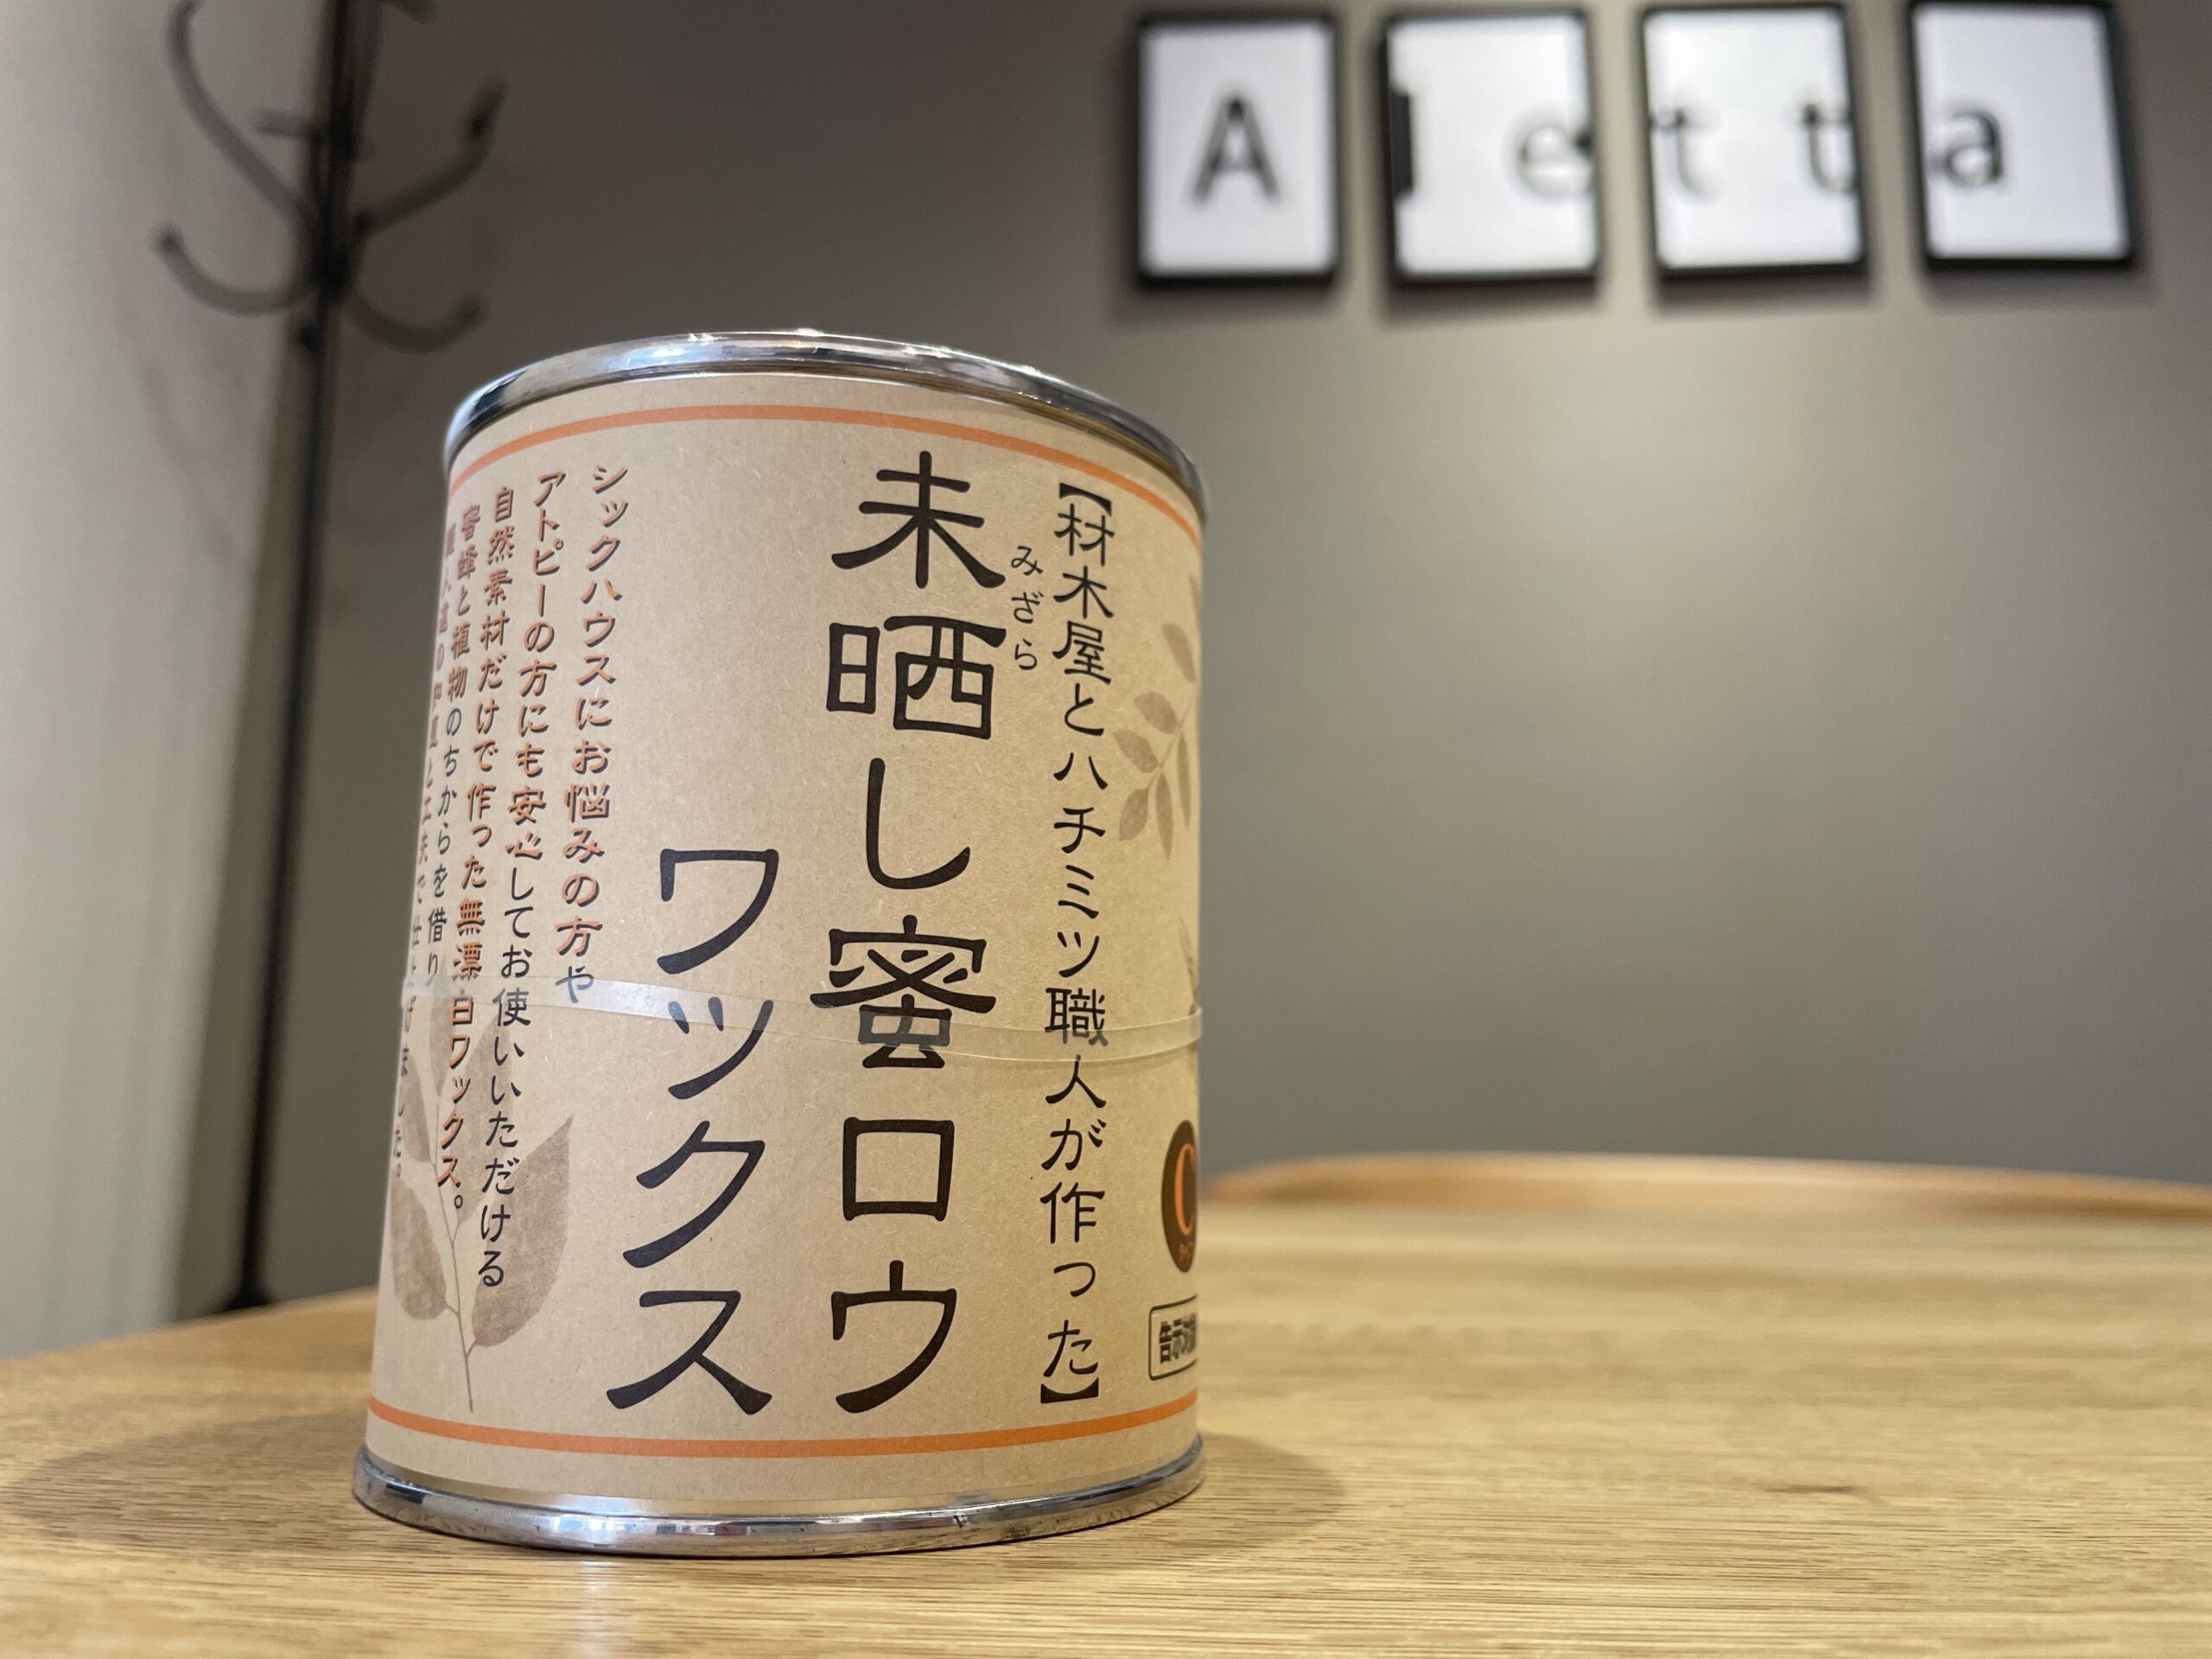 Aletta
【材木屋とハチミツ職人が作った】
みざら
未晒し蜜ロウ
ワックス
シックハウスにお悩みの方や
アトピーの方にも安心してお使いいただける
自然素材だけで作った無漂白ワックス。
蜜蜂と植物のちからを借り
C
告示対象